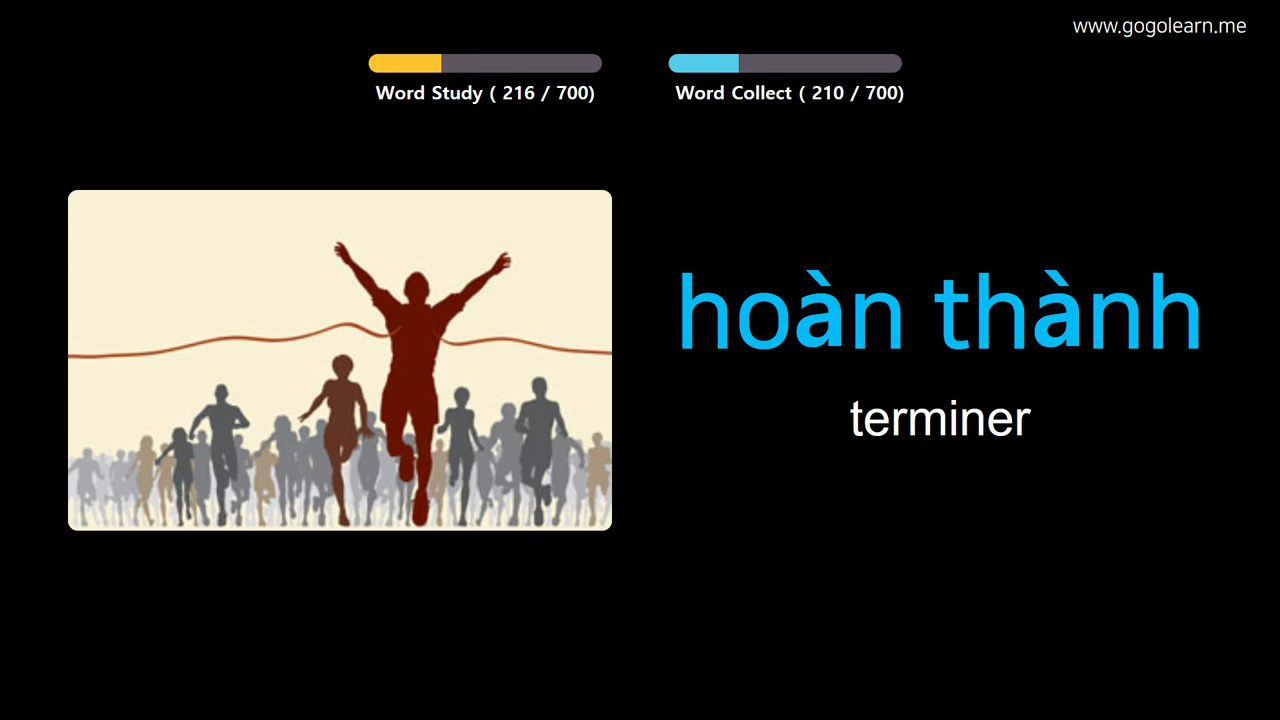 www.gogolearn.me
Word Study ( 216 / 700)
Word Collect ( 210 / 700)
hoàn thành
terminer